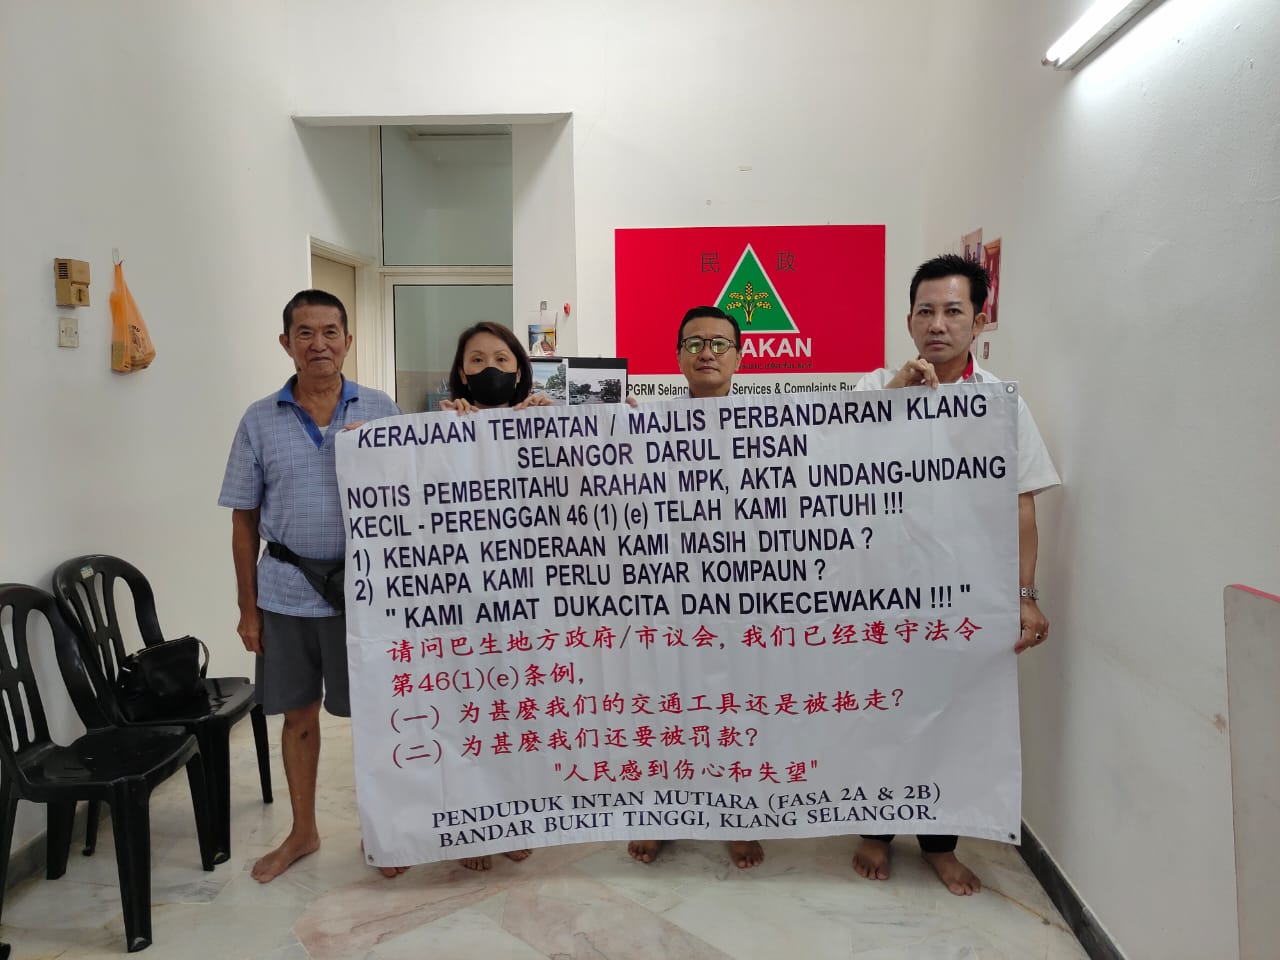 民 政
AKAN
PGRM Selan Services & Complaints Bu
KERAJAAN TEMPATAN / MAJLIS PERBANDARAN KLANG
SELANGOR DARUL EHSAN
NOTIS PEMBERITAHU ARAHAN MPK, AKTA UNDANG-UNDANG
KECIL - PERENGGAN 46 (1) (e) TELAH KAMI PATUHI !!!
1) KENAPA KENDERAAN KAMI MASIH DITUNDA ?
2) KENAPA KAMI PERLU BAYAR KOMPAUN ?
" KAMI AMAT DUKACITA DAN DIKECEWAKAN !!! "
请问巴生地方政府/市议会, 我们已经遵守法令
第46(1)(e)条例,
(一) 为甚麽我们的交通工具还是被拖走?
(二) 为甚麽我们还要被罚款?
"人民感到伤心和失望"
PENDUDUK INTAN MUTIARA (FASA 2A & 2B)
BANDAR BUKIT TINGGI, KLANG SELANGOR.